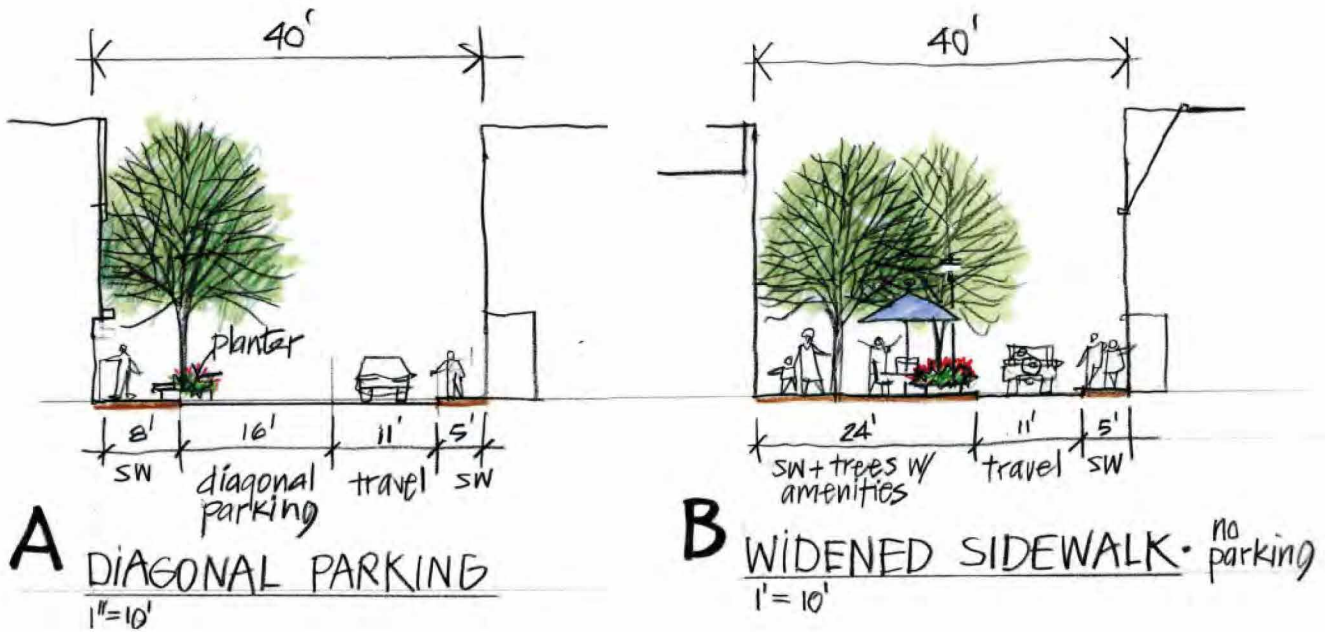 40'
planter
8'
16'
11'
5'
SW
diagonal
parking
travel
SW
A DIAGONAL PARKING
1"=10'
40'
24'
11'
5'
SW+trees w/
amenities
travel
SW
B WIDENED SIDEWALK. no
parking
1'=10'